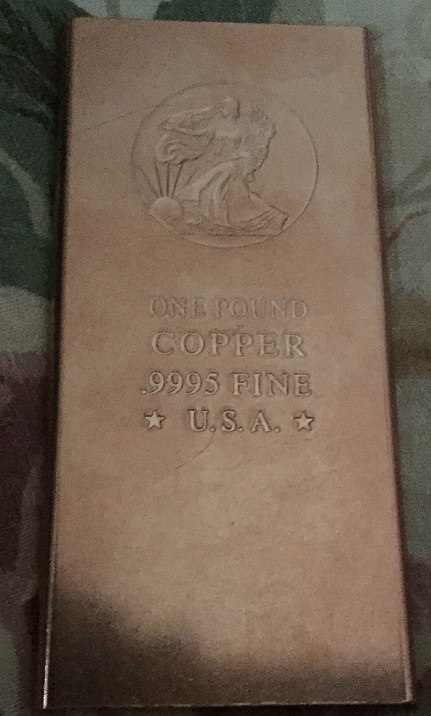 ONE POUND
COPPER
.9995 FINE
★ U.S.A. ★